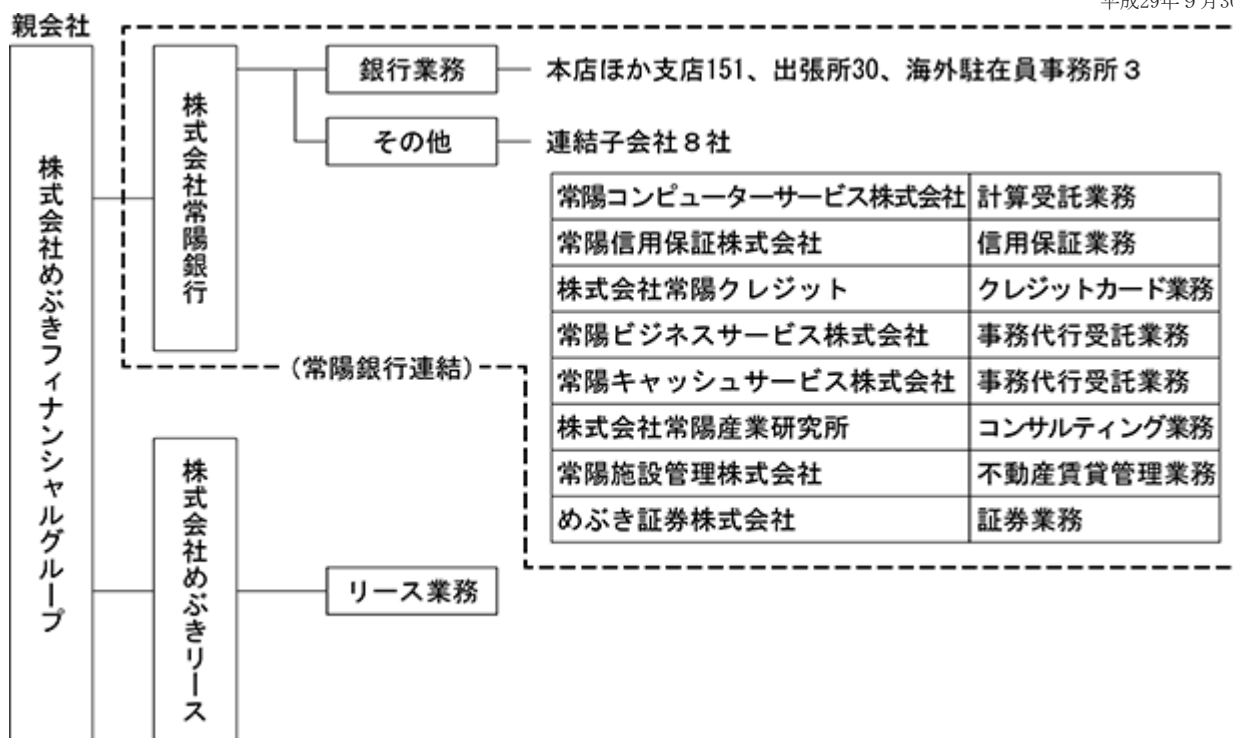 平成29年9月30
親会社
株式会社めぶきフィナンシャルグループ
株式会社常陽銀行
銀行業務
本店ほか支店151、出張所30、海外駐在員事務所3
その他
連結子会社8社
常陽コンピューターサービス株式会社 計算受託業務
常陽信用保証株式会社 信用保証業務
株式会社常陽クレジット クレジットカード業務
常陽ビジネスサービス株式会社 事務代行受託業務
常陽キャッシュサービス株式会社 事務代行受託業務
株式会社常陽産業研究所 コンサルティング業務
常陽施設管理株式会社 不動産賃貸管理業務
めぶき証券株式会社 証券業務
(常陽銀行連結)
株式会社めぶきリース
リース業務